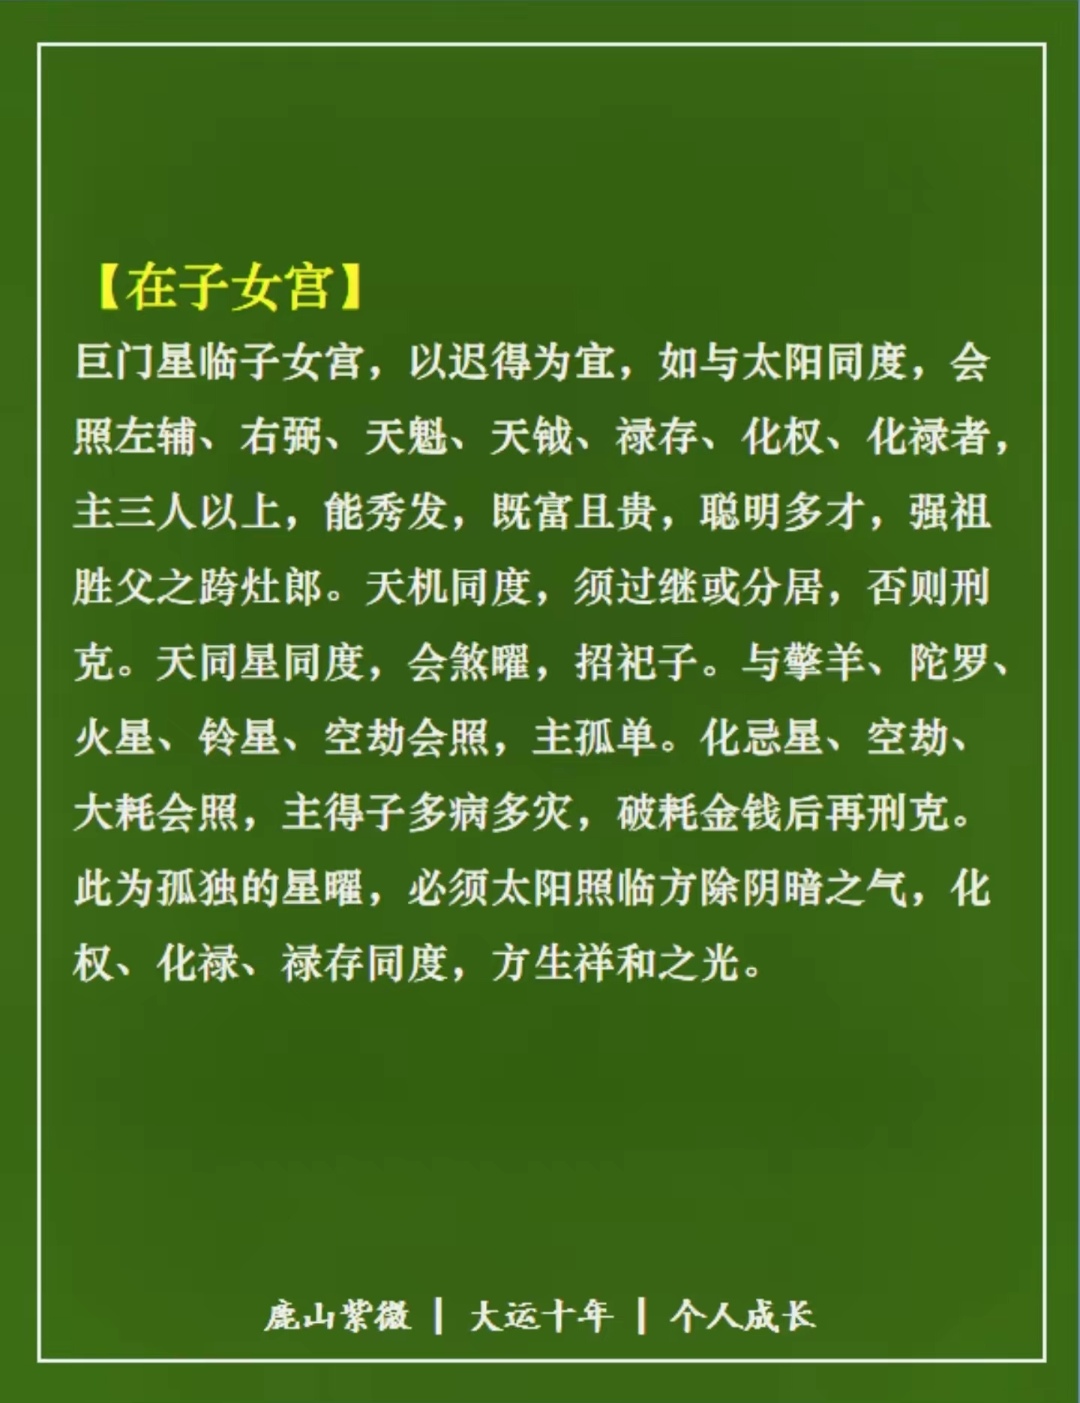 【在子女宫】
巨门星临子女宫，以迟得为宜，如与太阳同度，会
照左辅、右弼、天魁、天钺、禄存、化权、化禄者，
主三人以上，能秀发，既富且贵，聪明多才，强祖
胜父之跨灶郎。天机同度，须过继或分居，否则刑
克。天同星同度，会煞曜，招祀子。与擎羊、陀罗、
火星、铃星、空劫会照，主孤单。化忌星、空劫、
大耗会照，主得子多病多灾，破耗金钱后再刑克。
此为孤独的星曜，必须太阳照临方除阴暗之气，化
权、化禄、禄存同度，方生祥和之光。
鹿山紫微 | 大运十年 | 个人成长